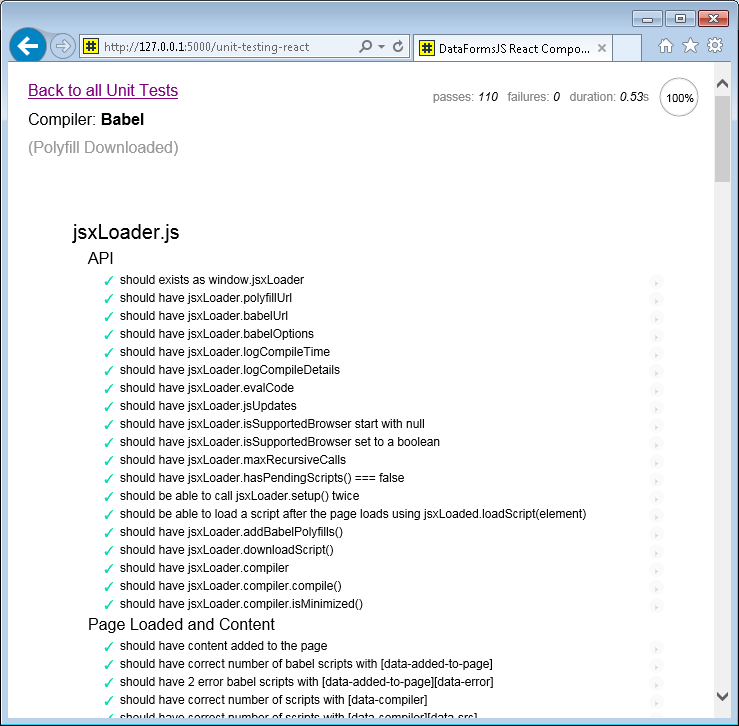 http://127.0.0.1:5000/unit-testing-react
DataFormsJS React Compo...
Back to all Unit Tests
passes: 110 failures: 0 duration: 0.53s 100%
Compiler: Babel
(Polyfill Downloaded)
jsxLoader.js
API
✓ should exists as window.jsxLoader
✓ should have jsxLoader.polyfillUrl
✓ should have jsxLoader.babelUrl
✓ should have jsxLoader.babelOptions
✓ should have jsxLoader.logCompileTime
✓ should have jsxLoader.logCompileDetails
✓ should have jsxLoader.evalCode
✓ should have jsxLoader.jsUpdates
✓ should have jsxLoader.isSupportedBrowser start with null
✓ should have jsxLoader.isSupportedBrowser set to a boolean
✓ should have jsxLoader.maxRecursiveCalls
✓ should have jsxLoader.hasPendingScripts() === false
✓ should be able to call jsxLoader.setup() twice
✓ should be able to load a script after the page loads using jsxLoaded.loadScript(element)
✓ should have jsxLoader.addBabelPolyfills()
✓ should have jsxLoader.downloadScript()
✓ should have jsxLoader.compiler
✓ should have jsxLoader.compiler.compile()
✓ should have jsxLoader.compiler.isMinimized()
Page Loaded and Content
✓ should have content added to the page
✓ should have correct number of babel scripts with [data-added-to-page]
✓ should have 2 error babel scripts with [data-added-to-page][data-error]
✓ should have correct number of scripts with [data-compiler]
✓ should have correct number of scripts with [data-compiler][data-src]